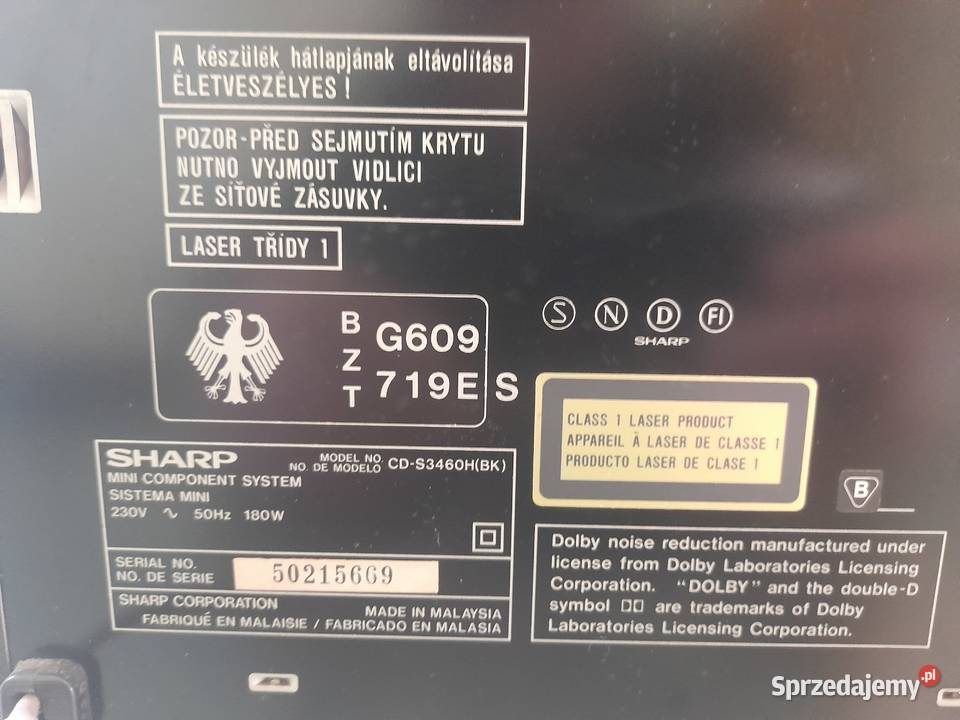 A készülék hátlapjának eltávolítása
ÉLETVESZÉLYES !
POZOR-PŘED SEJMUTÍM KRYTU
NUTNO VYJMOUT VIDLICI
ZE SÍŤOVÉ ZÁSUVKY.
LASER TŘÍDY 1
B
Z
T
G609
719E S
S N D FI
SHARP
CLASS 1 LASER PRODUCT
APPAREIL À LASER DE CLASSE 1
PRODUCTO LASER DE CLASE 1
B
SHARP
MODEL NO.
NO. DE MODELO CD-S3460H(BK)
MINI COMPONENT SYSTEM
SISTEMA MINI
230V ∿ 50Hz 180W
SERIAL NO.
NO. DE SERIE
50215669
SHARP CORPORATION
MADE IN MALAYSIA
FABRIQUÉ EN MALAISIE / FABRICADO EN MALASIA
Dolby noise reduction manufactured under
license from Dolby Laboratories Licensing
Corporation. "DOLBY" and the double-D
symbol are trademarks of Dolby
Laboratories Licensing Corporation.
Sprzedajemy.pl